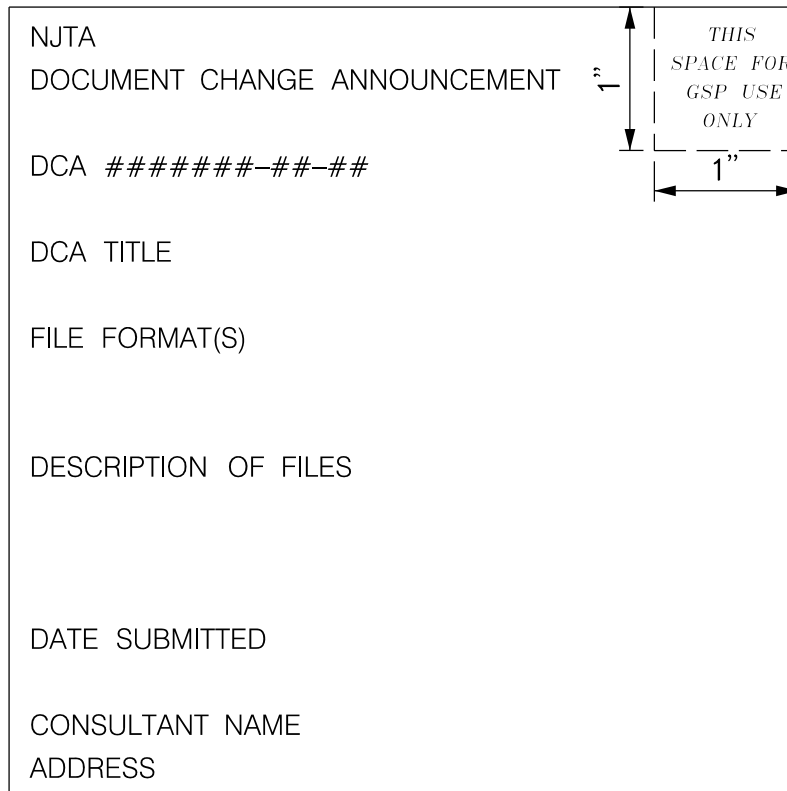 NJTA
DOCUMENT CHANGE ANNOUNCEMENT
THIS
SPACE FOR
GSP USE
ONLY
1"
1"
DCA #######-##-##
DCA TITLE
FILE FORMAT(S)
DESCRIPTION OF FILES
DATE SUBMITTED
CONSULTANT NAME
ADDRESS